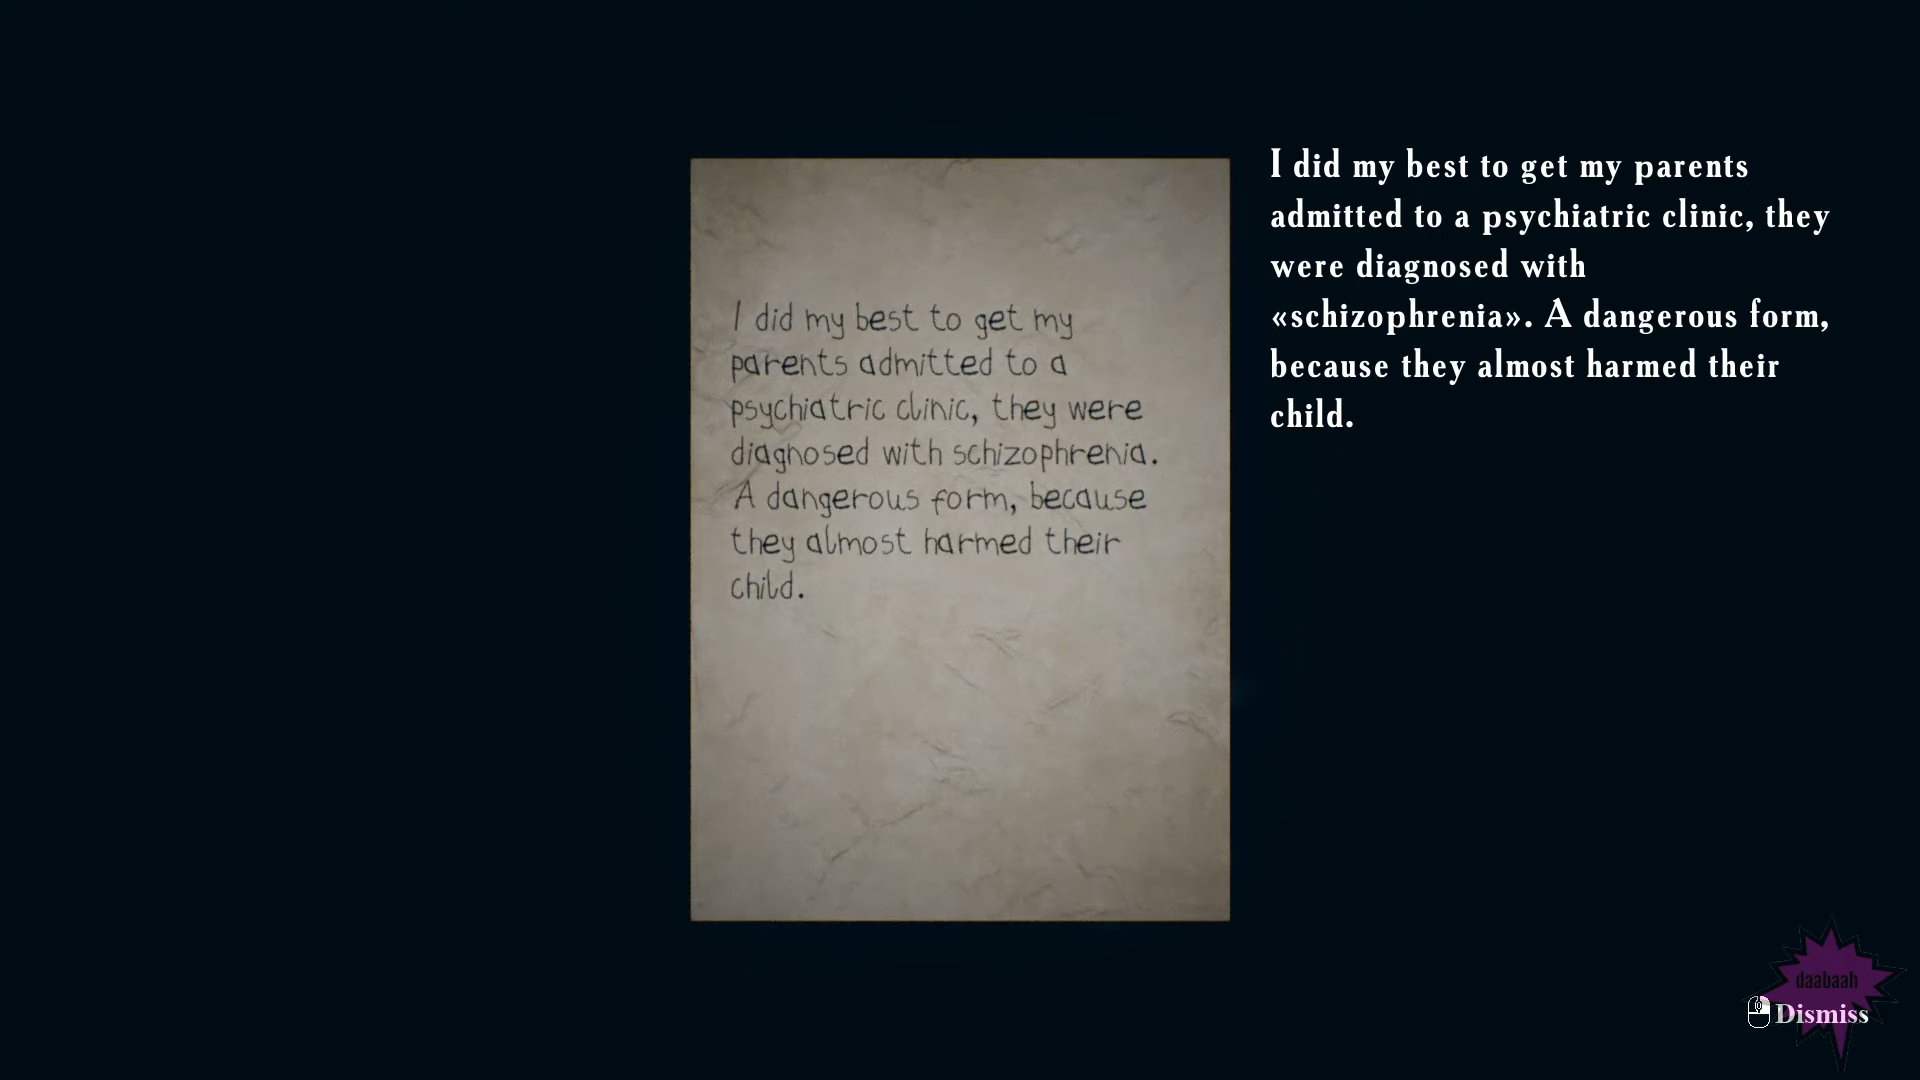 I did my best to get my
parents admitted to a
psychiatric clinic, they were
diagnosed with schizophrenia.
A dangerous form, because
they almost harmed their
child.
I did my best to get my parents
admitted to a psychiatric clinic, they
were diagnosed with
«schizophrenia». A dangerous form,
because they almost harmed their
child.
daabaah
Dismiss